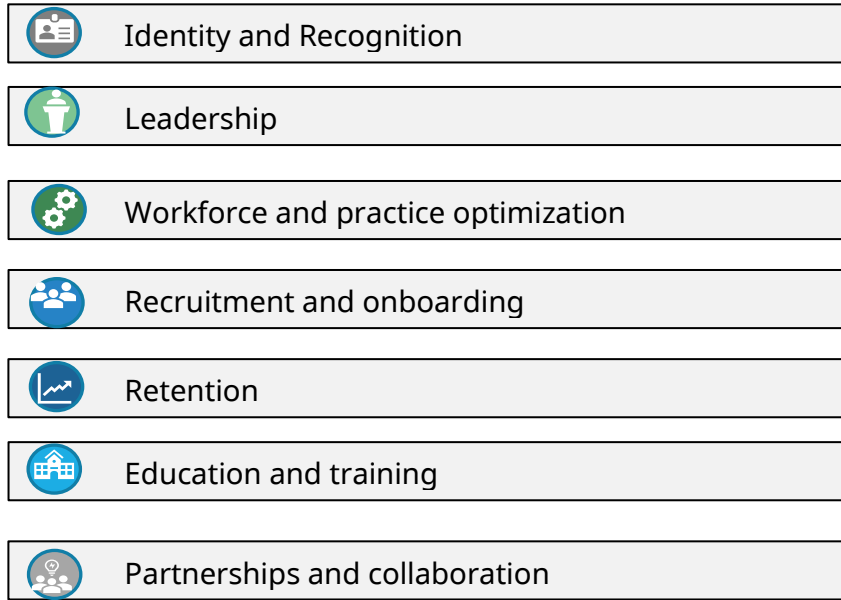 Identity and Recognition
Leadership
Workforce and practice optimization
Recruitment and onboarding
Retention
Education and training
Partnerships and collaboration